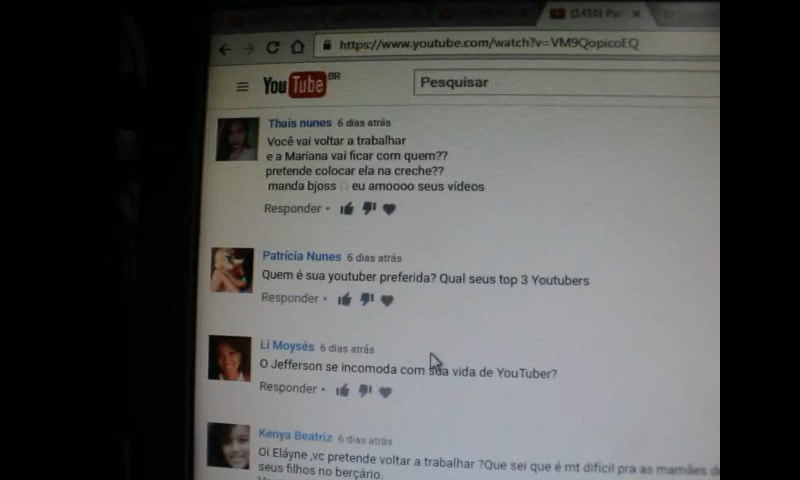 (1410) Par
https://www.youtube.com/watch?v=VM9QopicoEQ
YouTube BR
Pesquisar
Thais nunes 6 dias atrás
Você vai voltar a trabalhar
e a Mariana vai ficar com quem??
pretende colocar ela na creche??
manda bjoss eu amoooo seus vídeos
Responder •
Patrícia Nunes 6 dias atrás
Quem é sua youtuber preferida? Qual seus top 3 Youtubers
Responder •
Li Moysés 6 dias atrás
O Jefferson se incomoda com sua vida de YouTuber?
Responder •
Kenya Beatriz 6 dias atrás
Oi Eláyne ,vc pretende voltar a trabalhar ?Que sei que é mt dificil pra as mamães
seus filhos no berçário.